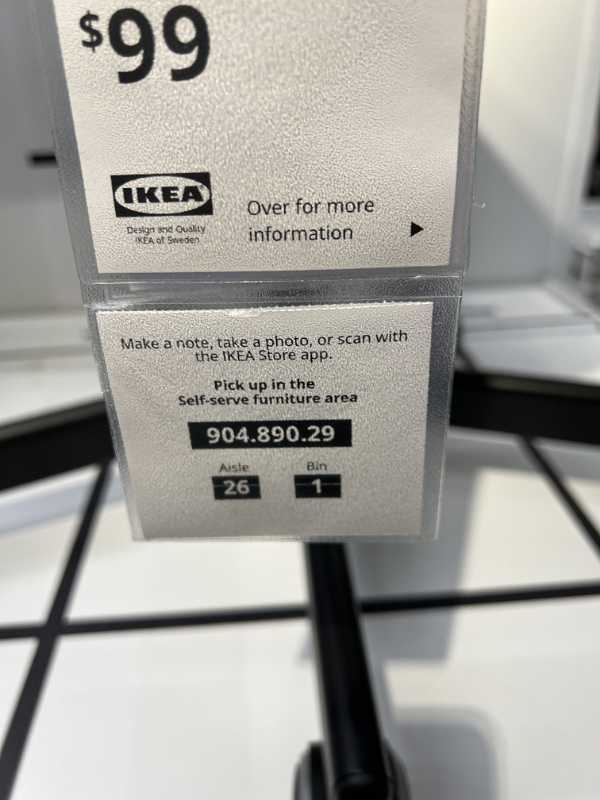 $99
IKEA
Design and Quality
IKEA of Sweden
Over for more
information
Make a note, take a photo, or scan with
the IKEA Store app.
Pick up in the
Self-serve furniture area
904.890.29
Aisle Bin
26 1